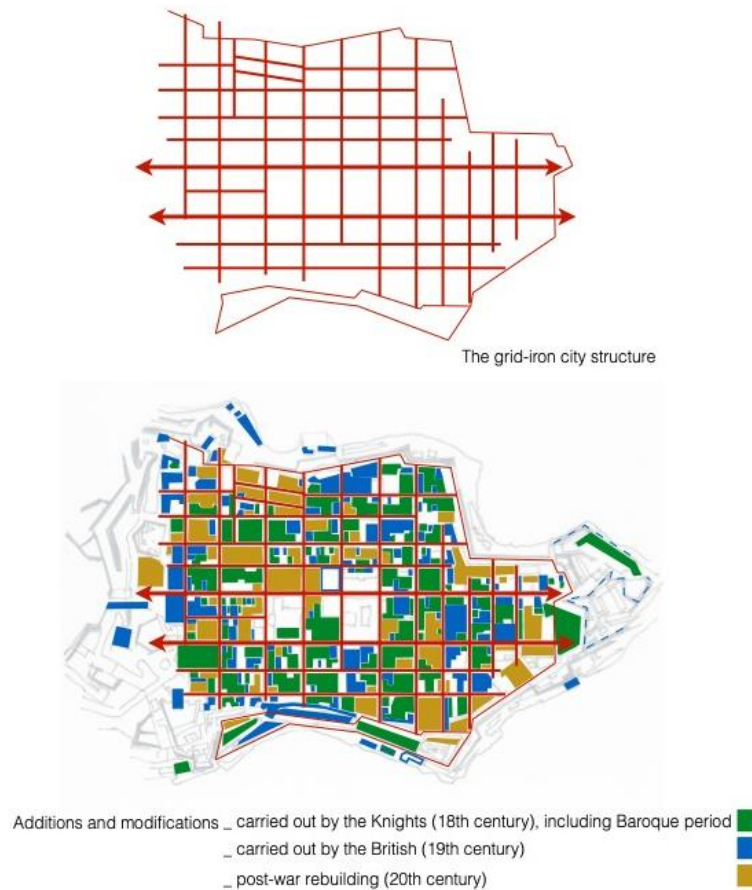 The grid-iron city structure
Additions and modifications _ carried out by the Knights (18th century), including Baroque period
_ carried out by the British (19th century)
_ post-war rebuilding (20th century)